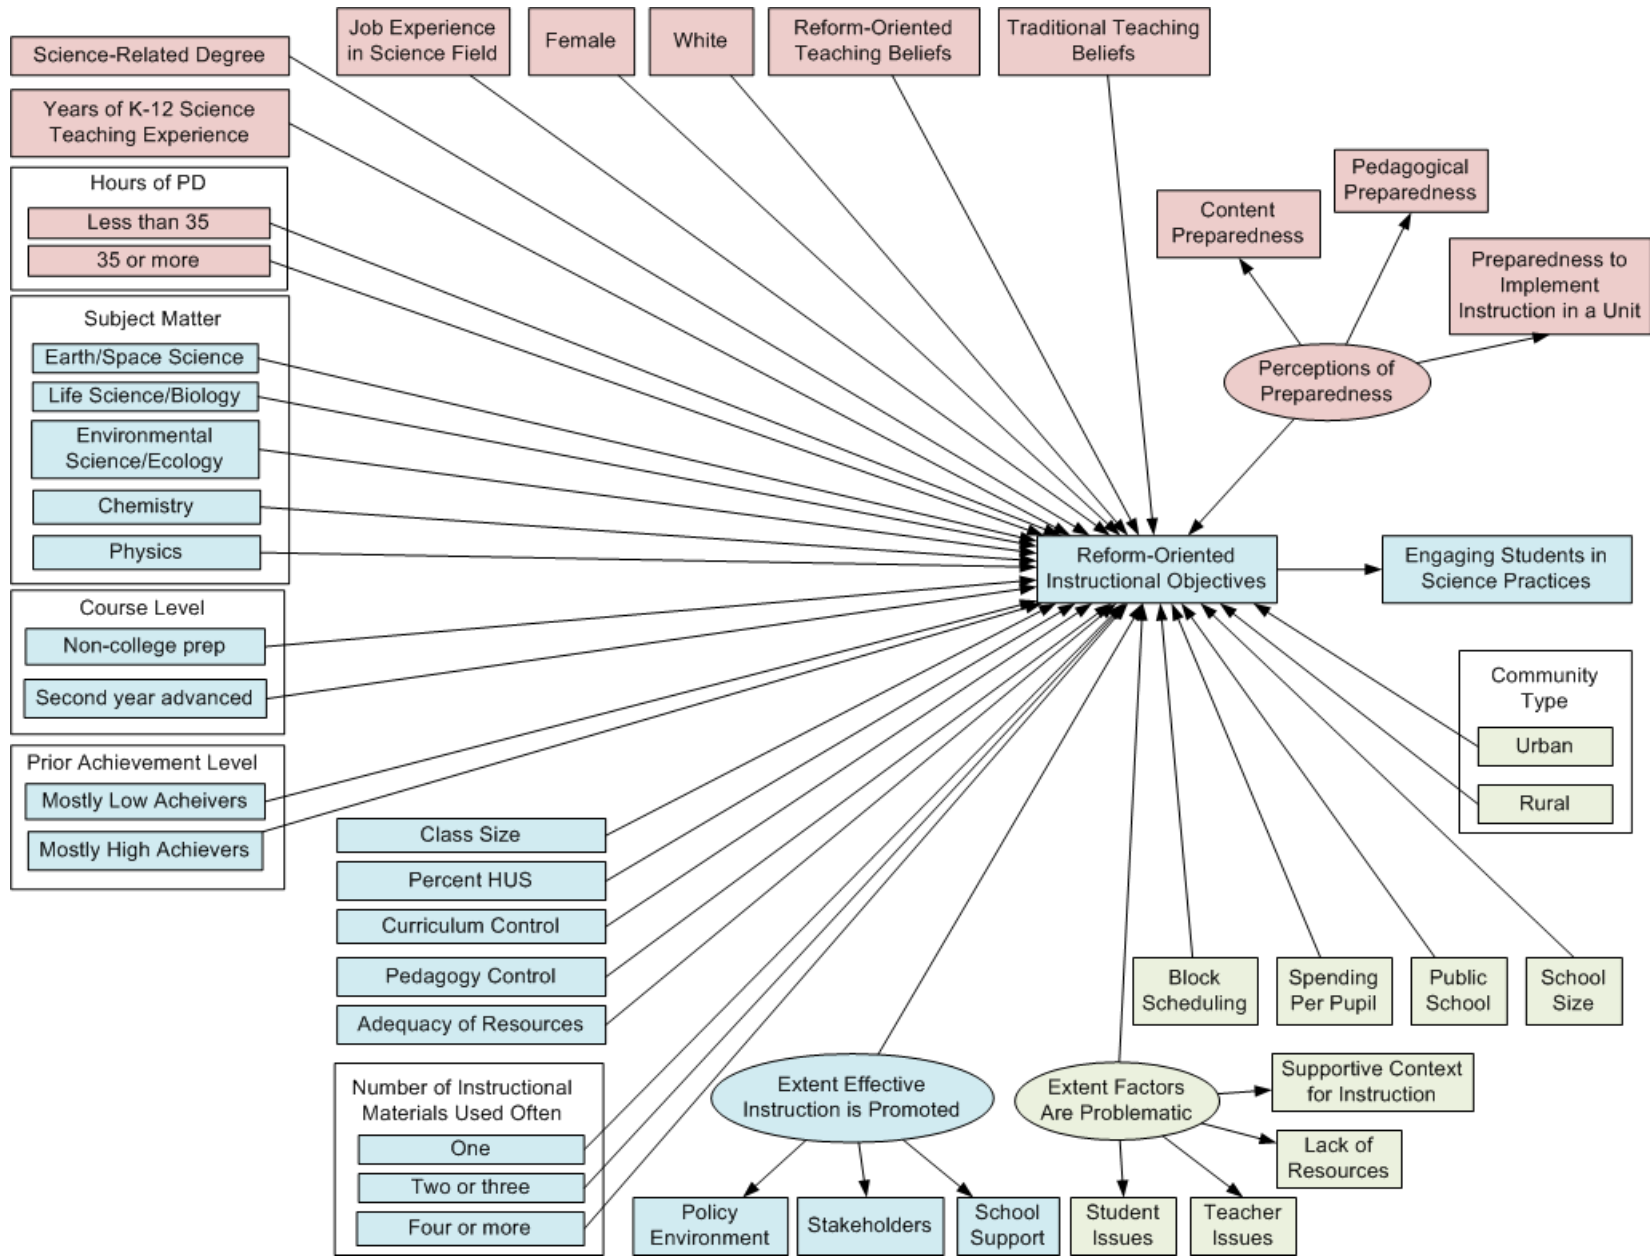 Science-Related Degree
Job Experience
in Science Field
Female
White
Reform-Oriented
Teaching Beliefs
Traditional Teaching
Beliefs
Years of K-12 Science
Teaching Experience
Hours of PD
Less than 35
35 or more
Pedagogical
Preparedness
Content
Preparedness
Preparedness to
Implement
Instruction in a Unit
Perceptions of
Preparedness
Subject Matter
Earth/Space Science
Life Science/Biology
Environmental
Science/Ecology
Chemistry
Physics
Reform-Oriented
Instructional Objectives
Engaging Students in
Science Practices
Course Level
Non-college prep
Second year advanced
Community
Type
Urban
Rural
Prior Achievement Level
Mostly Low Acheivers
Mostly High Achievers
Class Size
Percent HUS
Curriculum Control
Pedagogy Control
Adequacy of Resources
Block
Scheduling
Spending
Per Pupil
Public
School
School
Size
Number of Instructional
Materials Used Often
One
Two or three
Four or more
Extent Effective
Instruction is Promoted
Policy
Environment
Stakeholders
School
Support
Extent Factors
Are Problematic
Supportive Context
for Instruction
Lack of
Resources
Student
Issues
Teacher
Issues